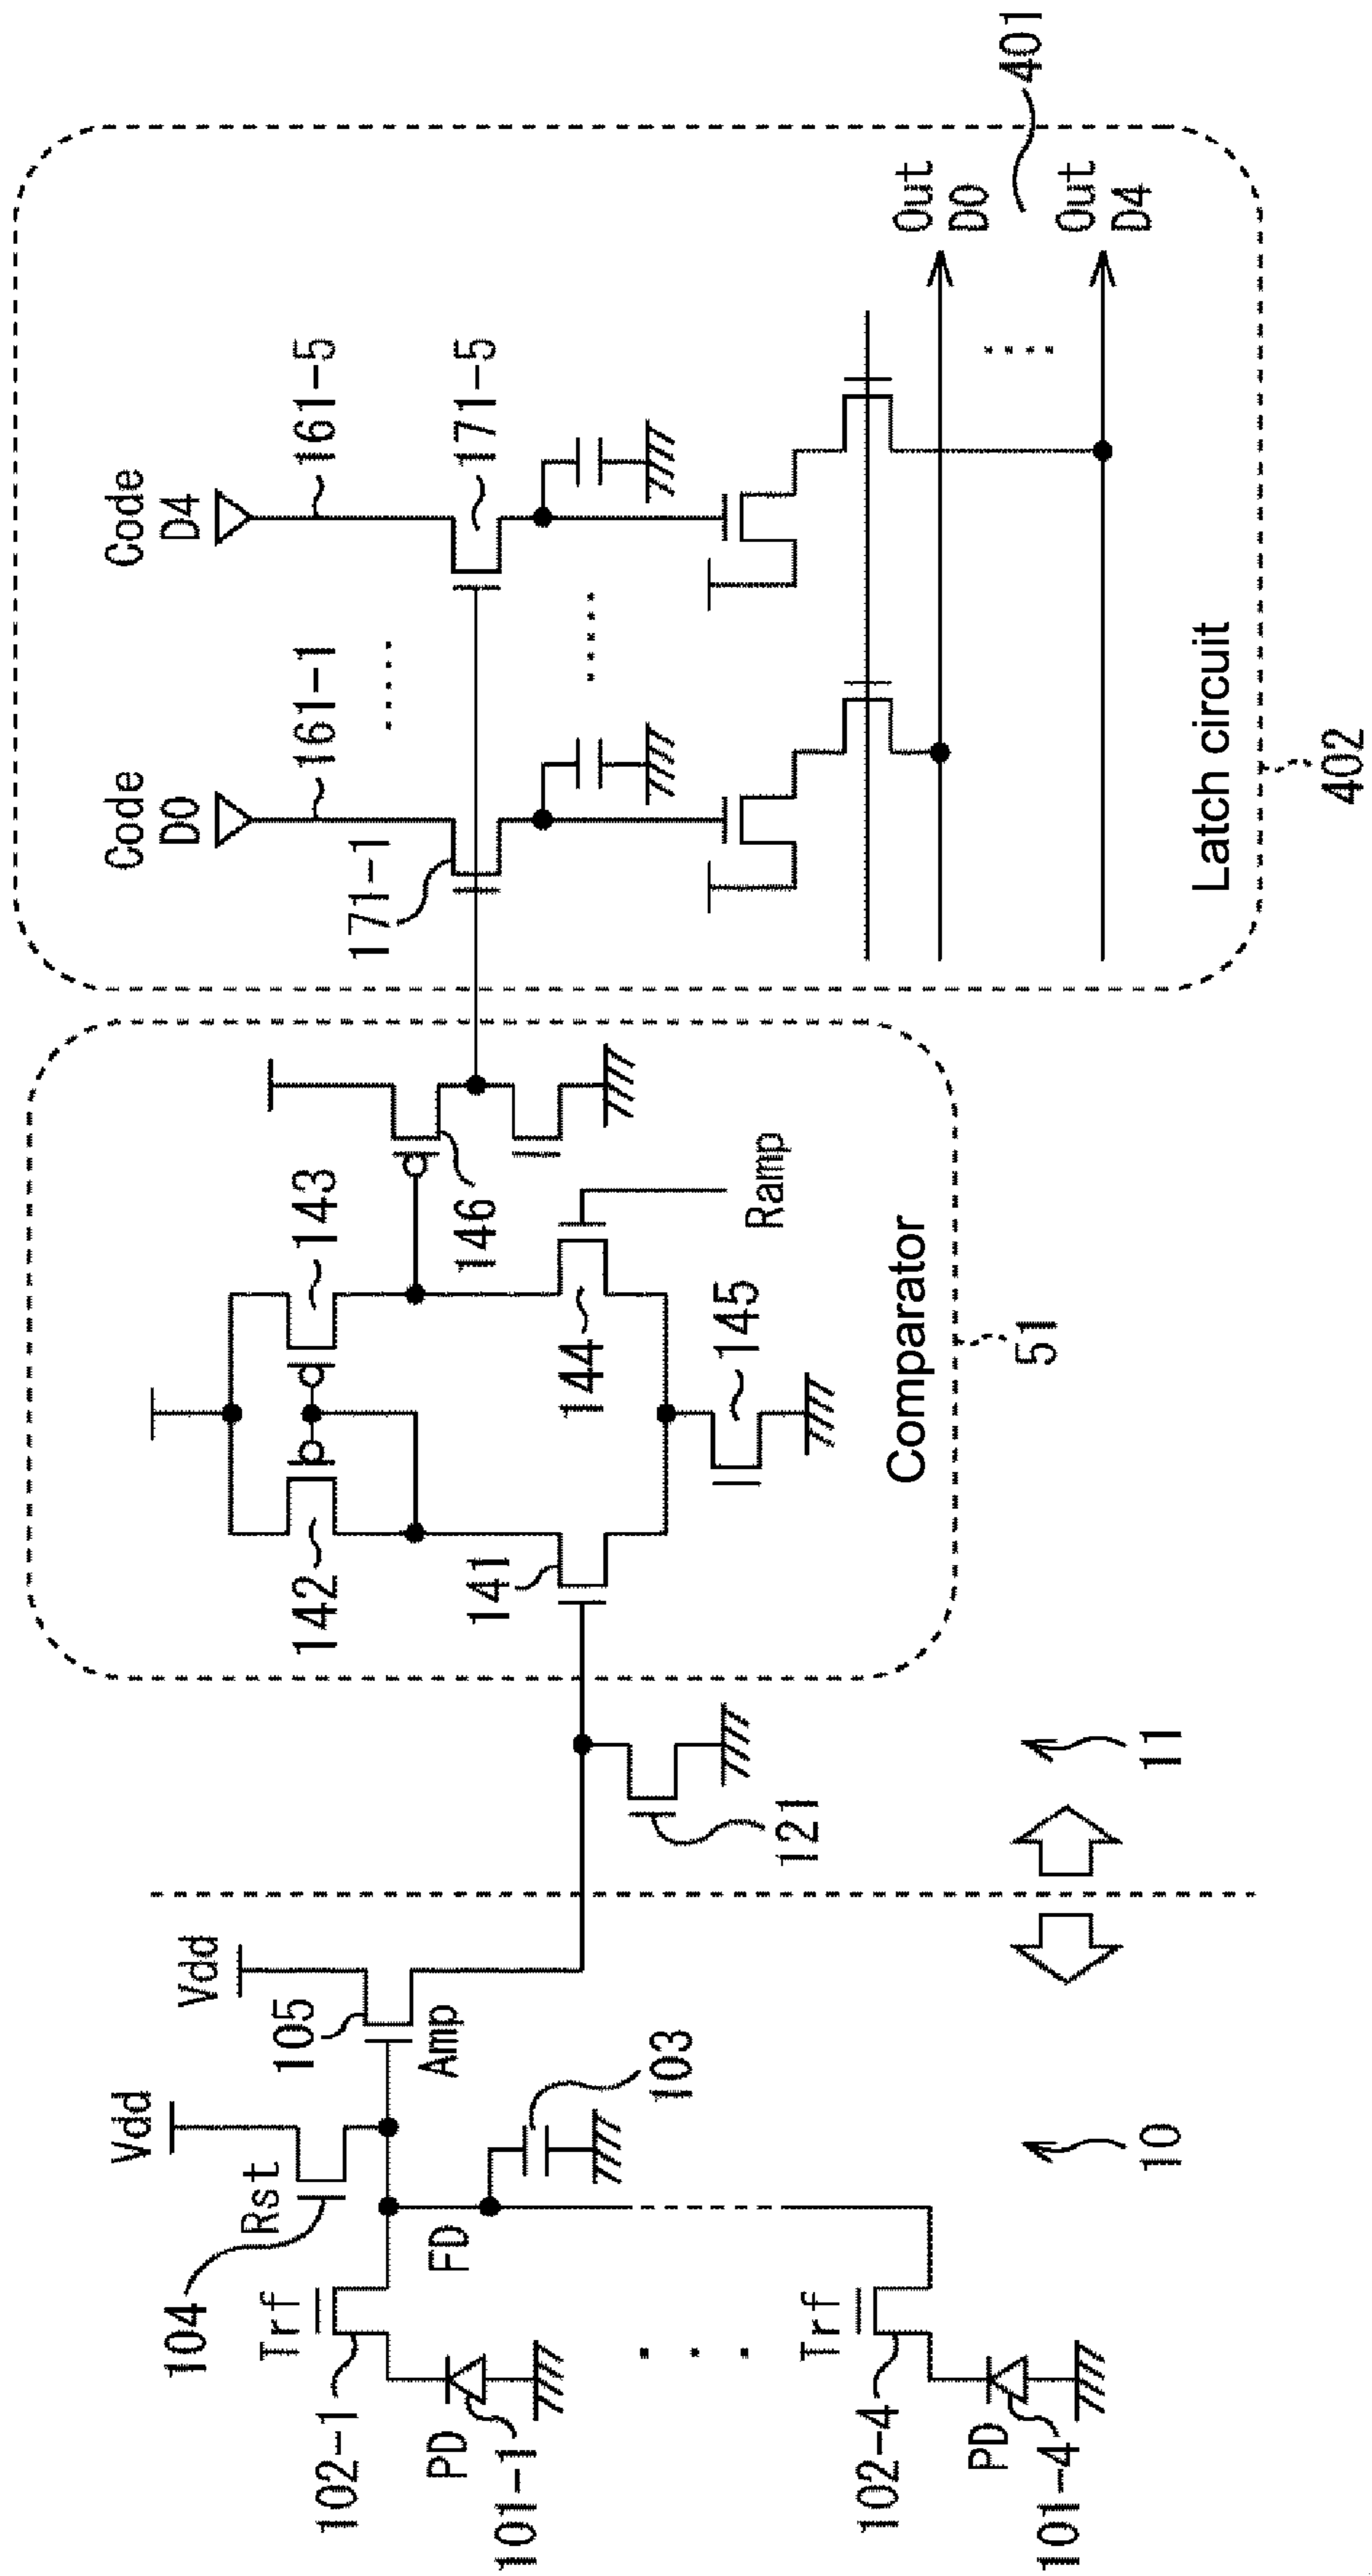 Vdd
Vdd
104
Rst
105
Amp
Trf
102-1
FD
103
PD
101-1
Trf
102-4
PD
101-4
10
11
121
142
143
141
144
146
145
Ramp
Comparator
51
Code
D0
Code
D4
161-1
161-5
171-1
171-5
Out
D0
Out
D4
401
Latch circuit
402